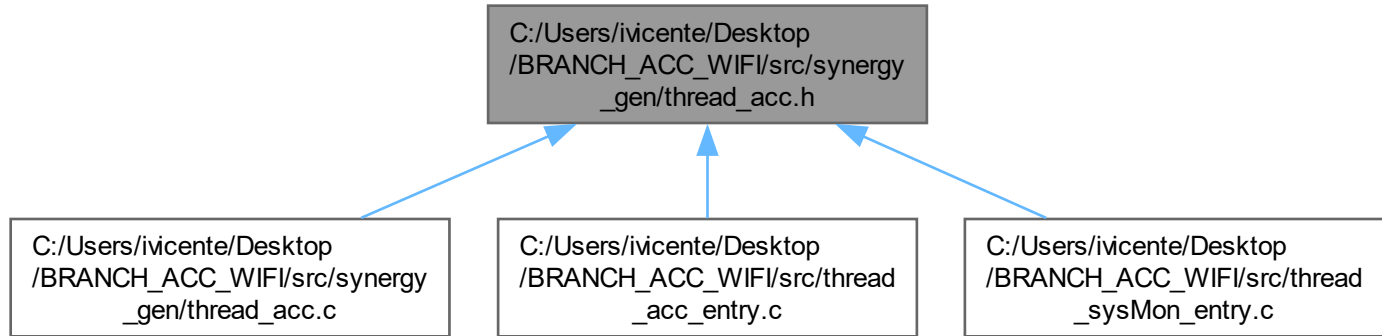 C:/Users/ivicente/Desktop
/BRANCH_ACC_WIFI/src/synergy
_gen/thread_acc.h
C:/Users/ivicente/Desktop
/BRANCH_ACC_WIFI/src/synergy
_gen/thread_acc.c
C:/Users/ivicente/Desktop
/BRANCH_ACC_WIFI/src/thread
_acc_entry.c
C:/Users/ivicente/Desktop
/BRANCH_ACC_WIFI/src/thread
_sysMon_entry.c